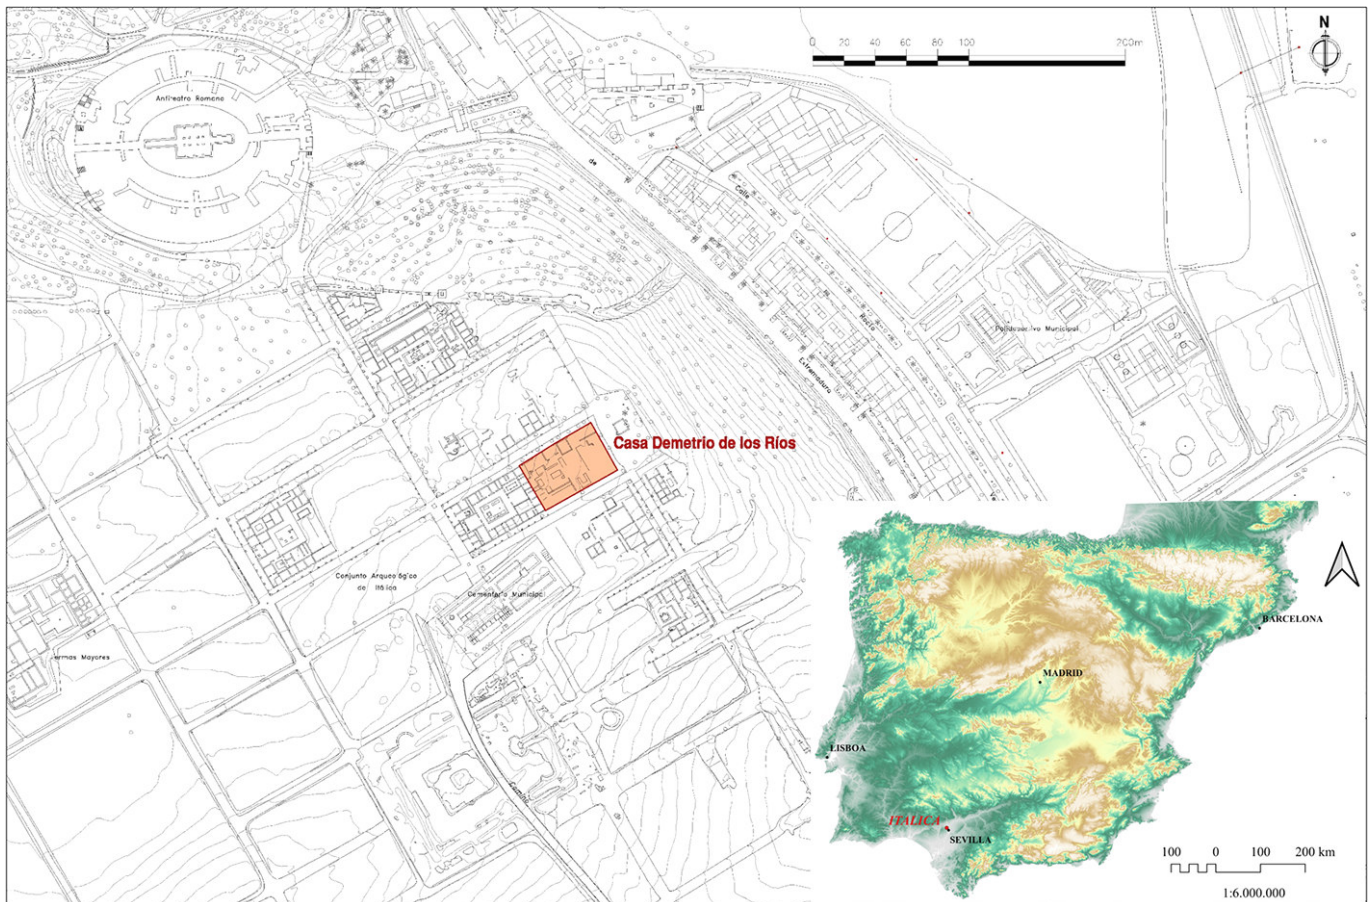 N
0
20
40
60
80
100
200m
Anfiteatro Romano
de
Calle
Rocío
Extremadura
Polideportivo Municipal
Casa Demetrio de los Ríos
Conjunto Arqueológico
de Itálica
Cementerio Municipal
Termas Mayores
Camino
BARCELONA
MADRID
LISBOA
ITALICA
SEVILLA
100 0 100 200 km
1:6.000.000